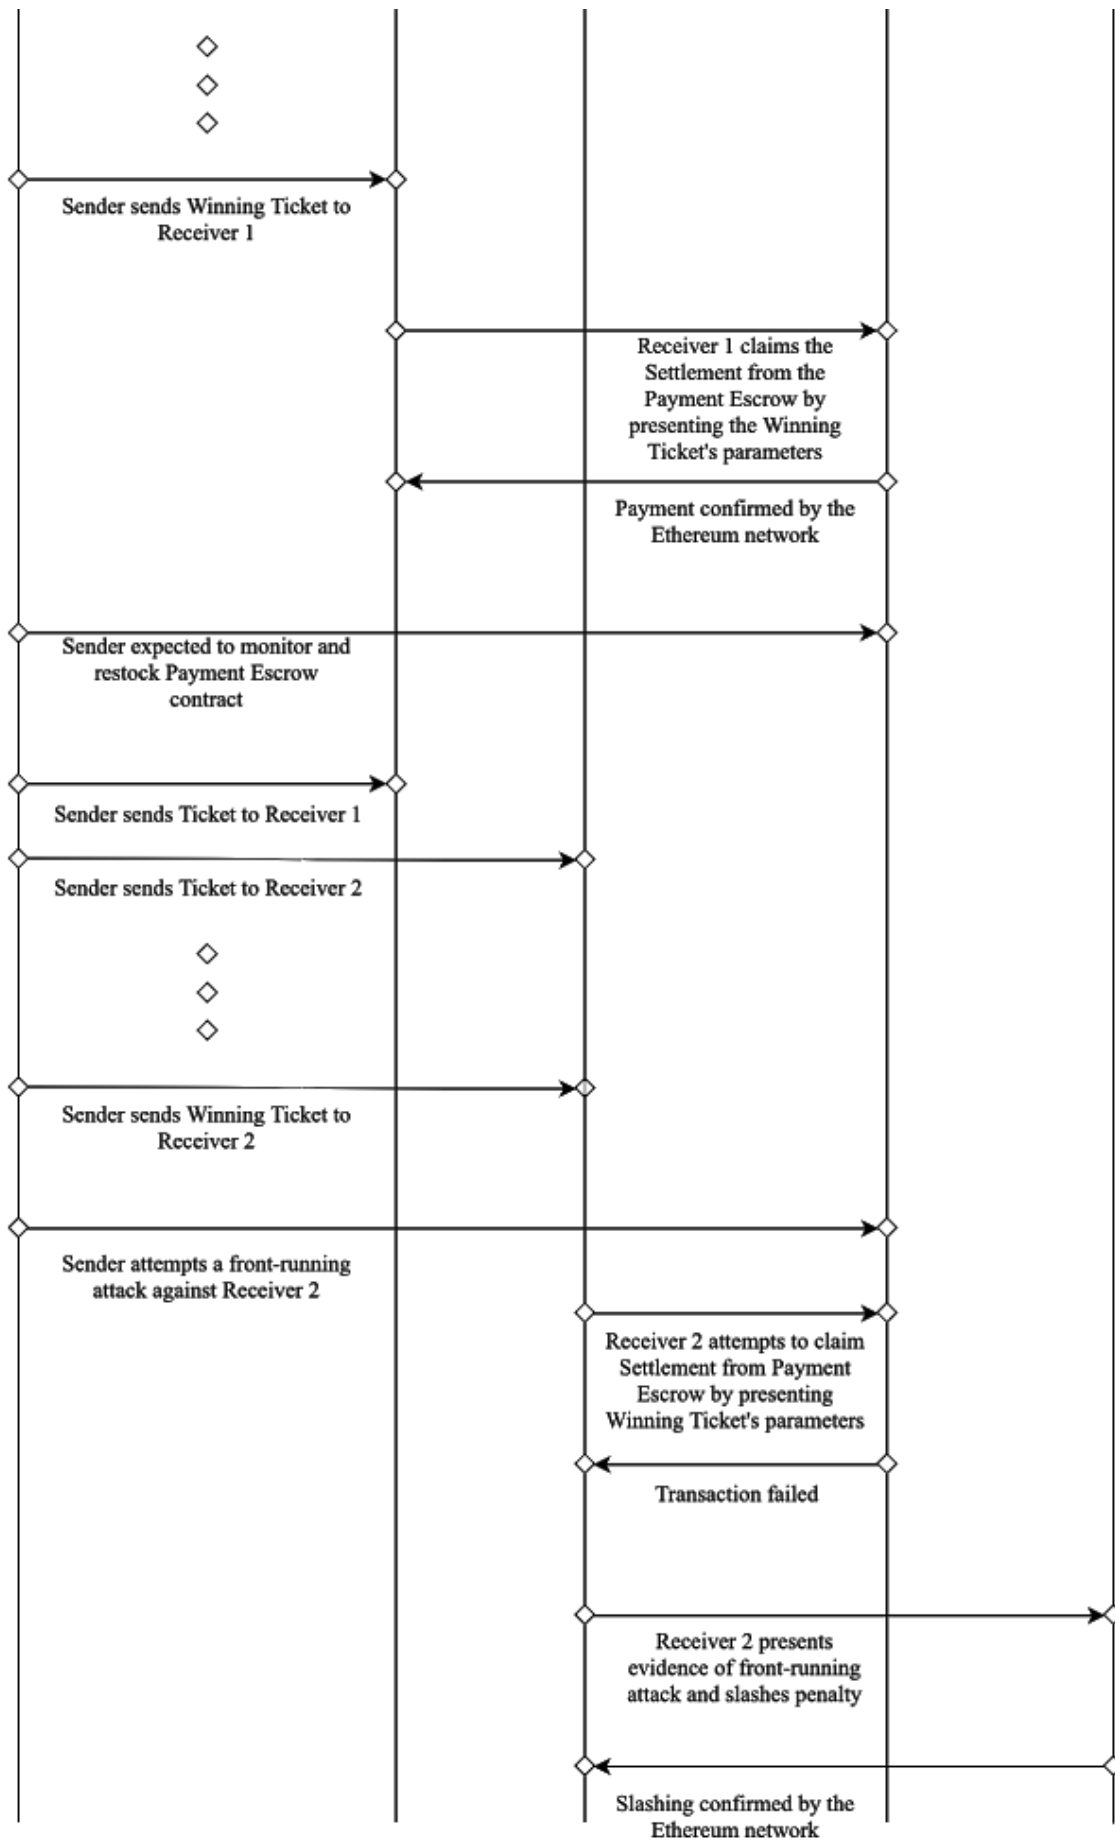 Sender sends Winning Ticket to
Receiver 1
Receiver 1 claims the
Settlement from the
Payment Escrow by
presenting the Winning
Ticket's parameters
Payment confirmed by the
Ethereum network
Sender expected to monitor and
restock Payment Escrow
contract
Sender sends Ticket to Receiver 1
Sender sends Ticket to Receiver 2
Sender sends Winning Ticket to
Receiver 2
Sender attempts a front-running
attack against Receiver 2
Receiver 2 attempts to claim
Settlement from Payment
Escrow by presenting
Winning Ticket's parameters
Transaction failed
Receiver 2 presents
evidence of front-running
attack and slashes penalty
Slashing confirmed by the
Ethereum network